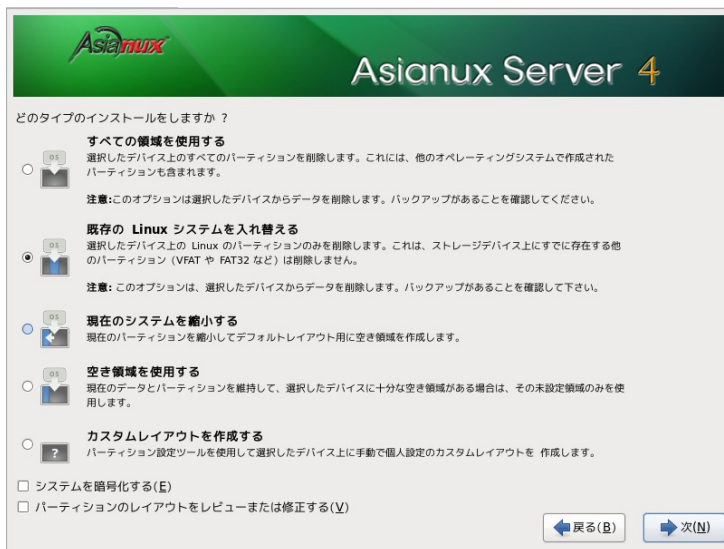 Asianux
Asianux Server 4
どのタイプのインストールをしますか ?
すべての領域を使用する
選択したデバイス上のすべてのパーティションを削除します。これには、他のオペレーティングシステムで作成された
パーティションも含まれます。
注意:このオプションは選択したデバイスからデータを削除します。バックアップがあることを確認してください。
既存の Linux システムを入れ替える
選択したデバイス上の Linux のパーティションのみを削除します。これは、ストレージデバイス上にすでに存在する他
のパーティション（VFAT や FAT32 など）は削除しません。
注意: このオプションは、選択したデバイスからデータを削除します。バックアップがあることを確認して下さい。
現在のシステムを縮小する
現在のパーティションを縮小してデフォルトレイアウト用に空き領域を作成します。
空き領域を使用する
現在のデータとパーティションを維持して、選択したデバイスに十分な空き領域がある場合は、その未設定領域のみを使
用します。
カスタムレイアウトを作成する
パーティション設定ツールを使用して選択したデバイス上に手動で個人設定のカスタムレイアウトを 作成します。
OS
OS
OS
OS
?
システムを暗号化する(E)
パーティションのレイアウトをレビューまたは修正する(V)
戻る(B)
次(N)